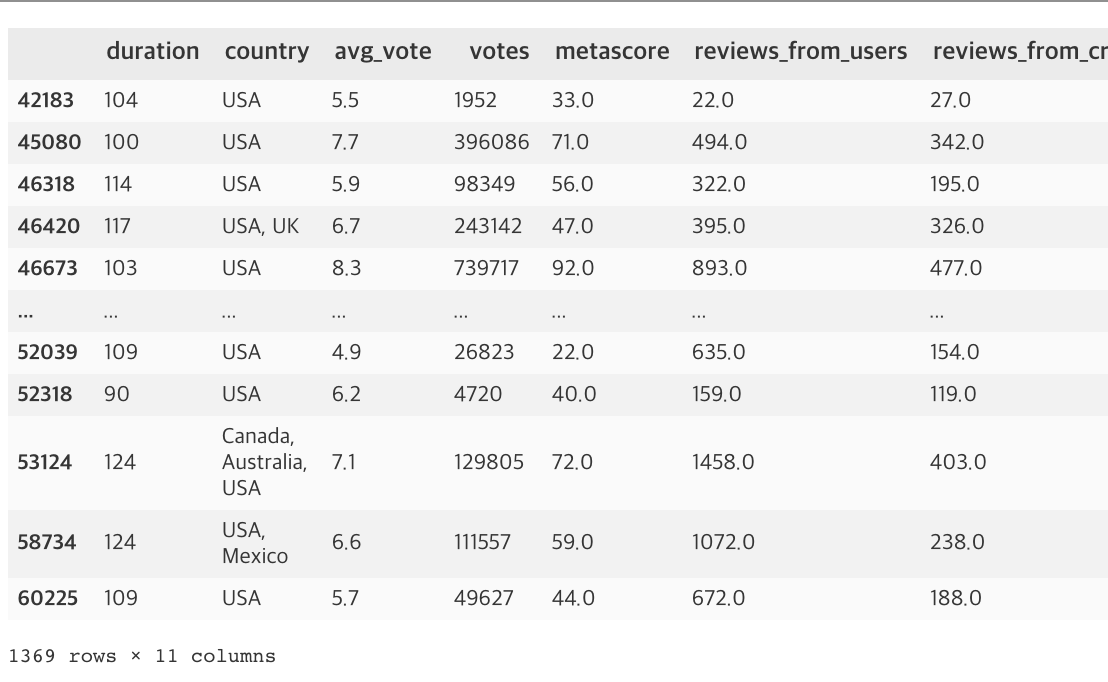 duration country avg_vote votes metascore reviews_from_users reviews_from_cr
42183 104 USA 5.5 1952 33.0 22.0 27.0
45080 100 USA 7.7 396086 71.0 494.0 342.0
46318 114 USA 5.9 98349 56.0 322.0 195.0
46420 117 USA, UK 6.7 243142 47.0 395.0 326.0
46673 103 USA 8.3 739717 92.0 893.0 477.0
... ... ... ... ... ... ... ...
52039 109 USA 4.9 26823 22.0 635.0 154.0
52318 90 USA 6.2 4720 40.0 159.0 119.0
Canada,
53124 124 Australia, 7.1 129805 72.0 1458.0 403.0
USA
USA,
58734 124 6.6 111557 59.0 1072.0 238.0
Mexico
60225 109 USA 5.7 49627 44.0 672.0 188.0
1369 rows × 11 columns